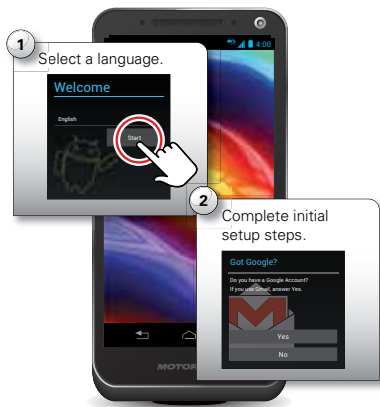 4G 4:00
1
Select a language.
Welcome
English
Start
2
Complete initial
setup steps.
Got Google?
Do you have a Google Account?
If you use Gmail, answer Yes.
Yes
No